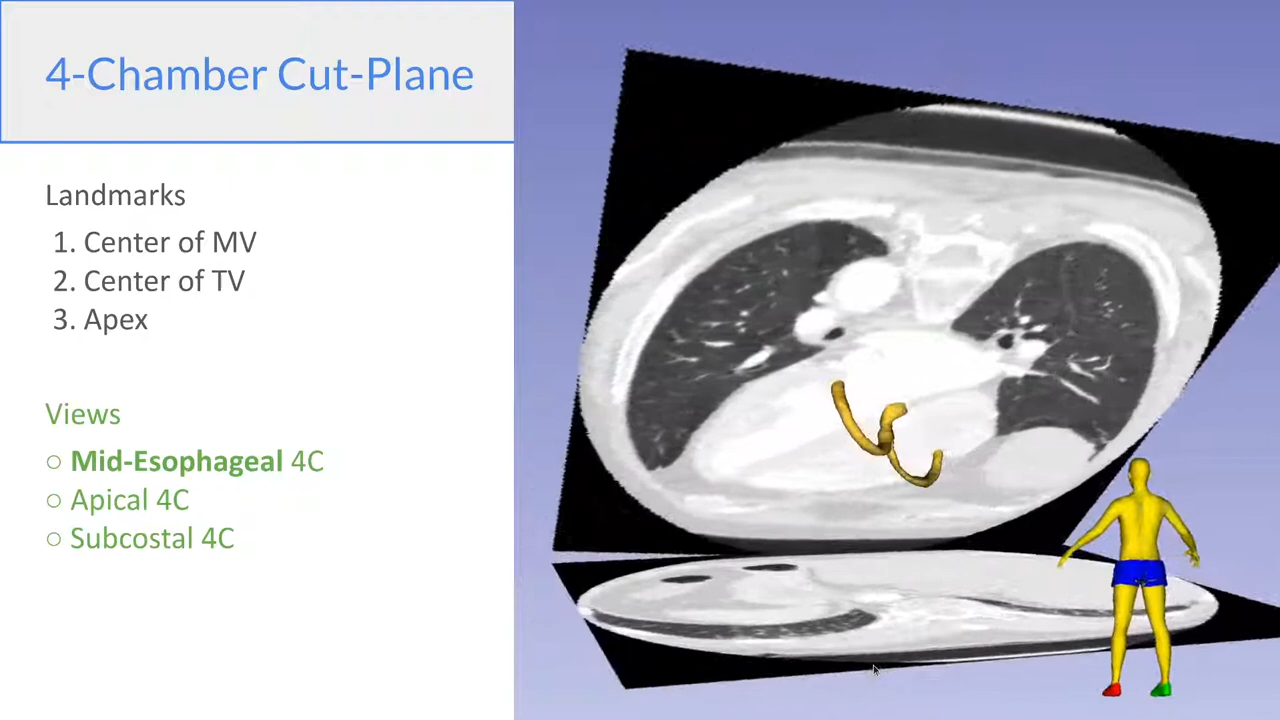 4-Chamber Cut-Plane
Landmarks
1. Center of MV
2. Center of TV
3. Apex
Views
○ Mid-Esophageal 4C
○ Apical 4C
○ Subcostal 4C